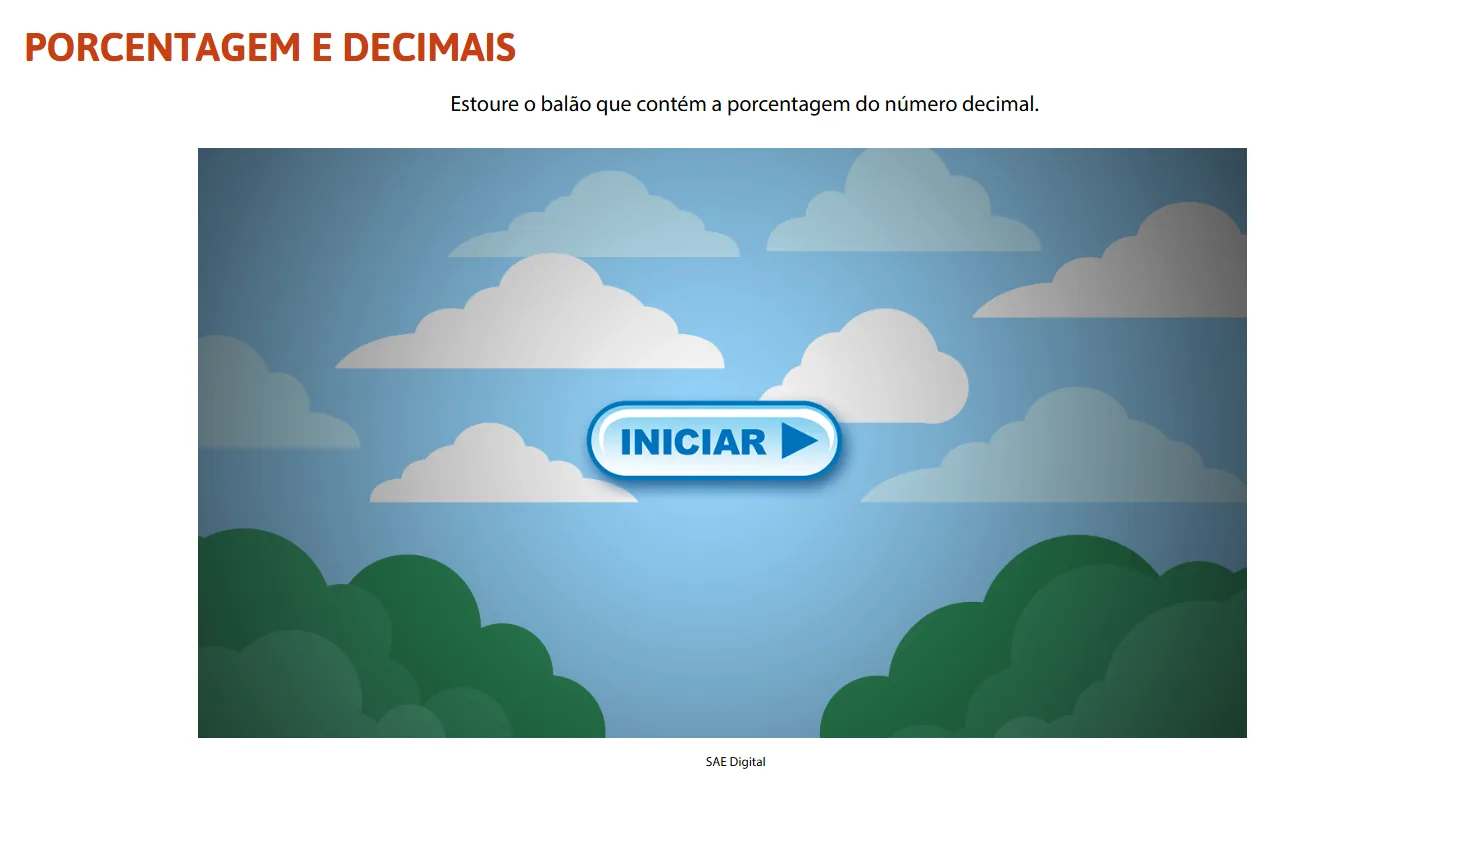 PORCENTAGEM E DECIMAIS
Estoure o balão que contém a porcentagem do número decimal.
INICIAR
SAE Digital